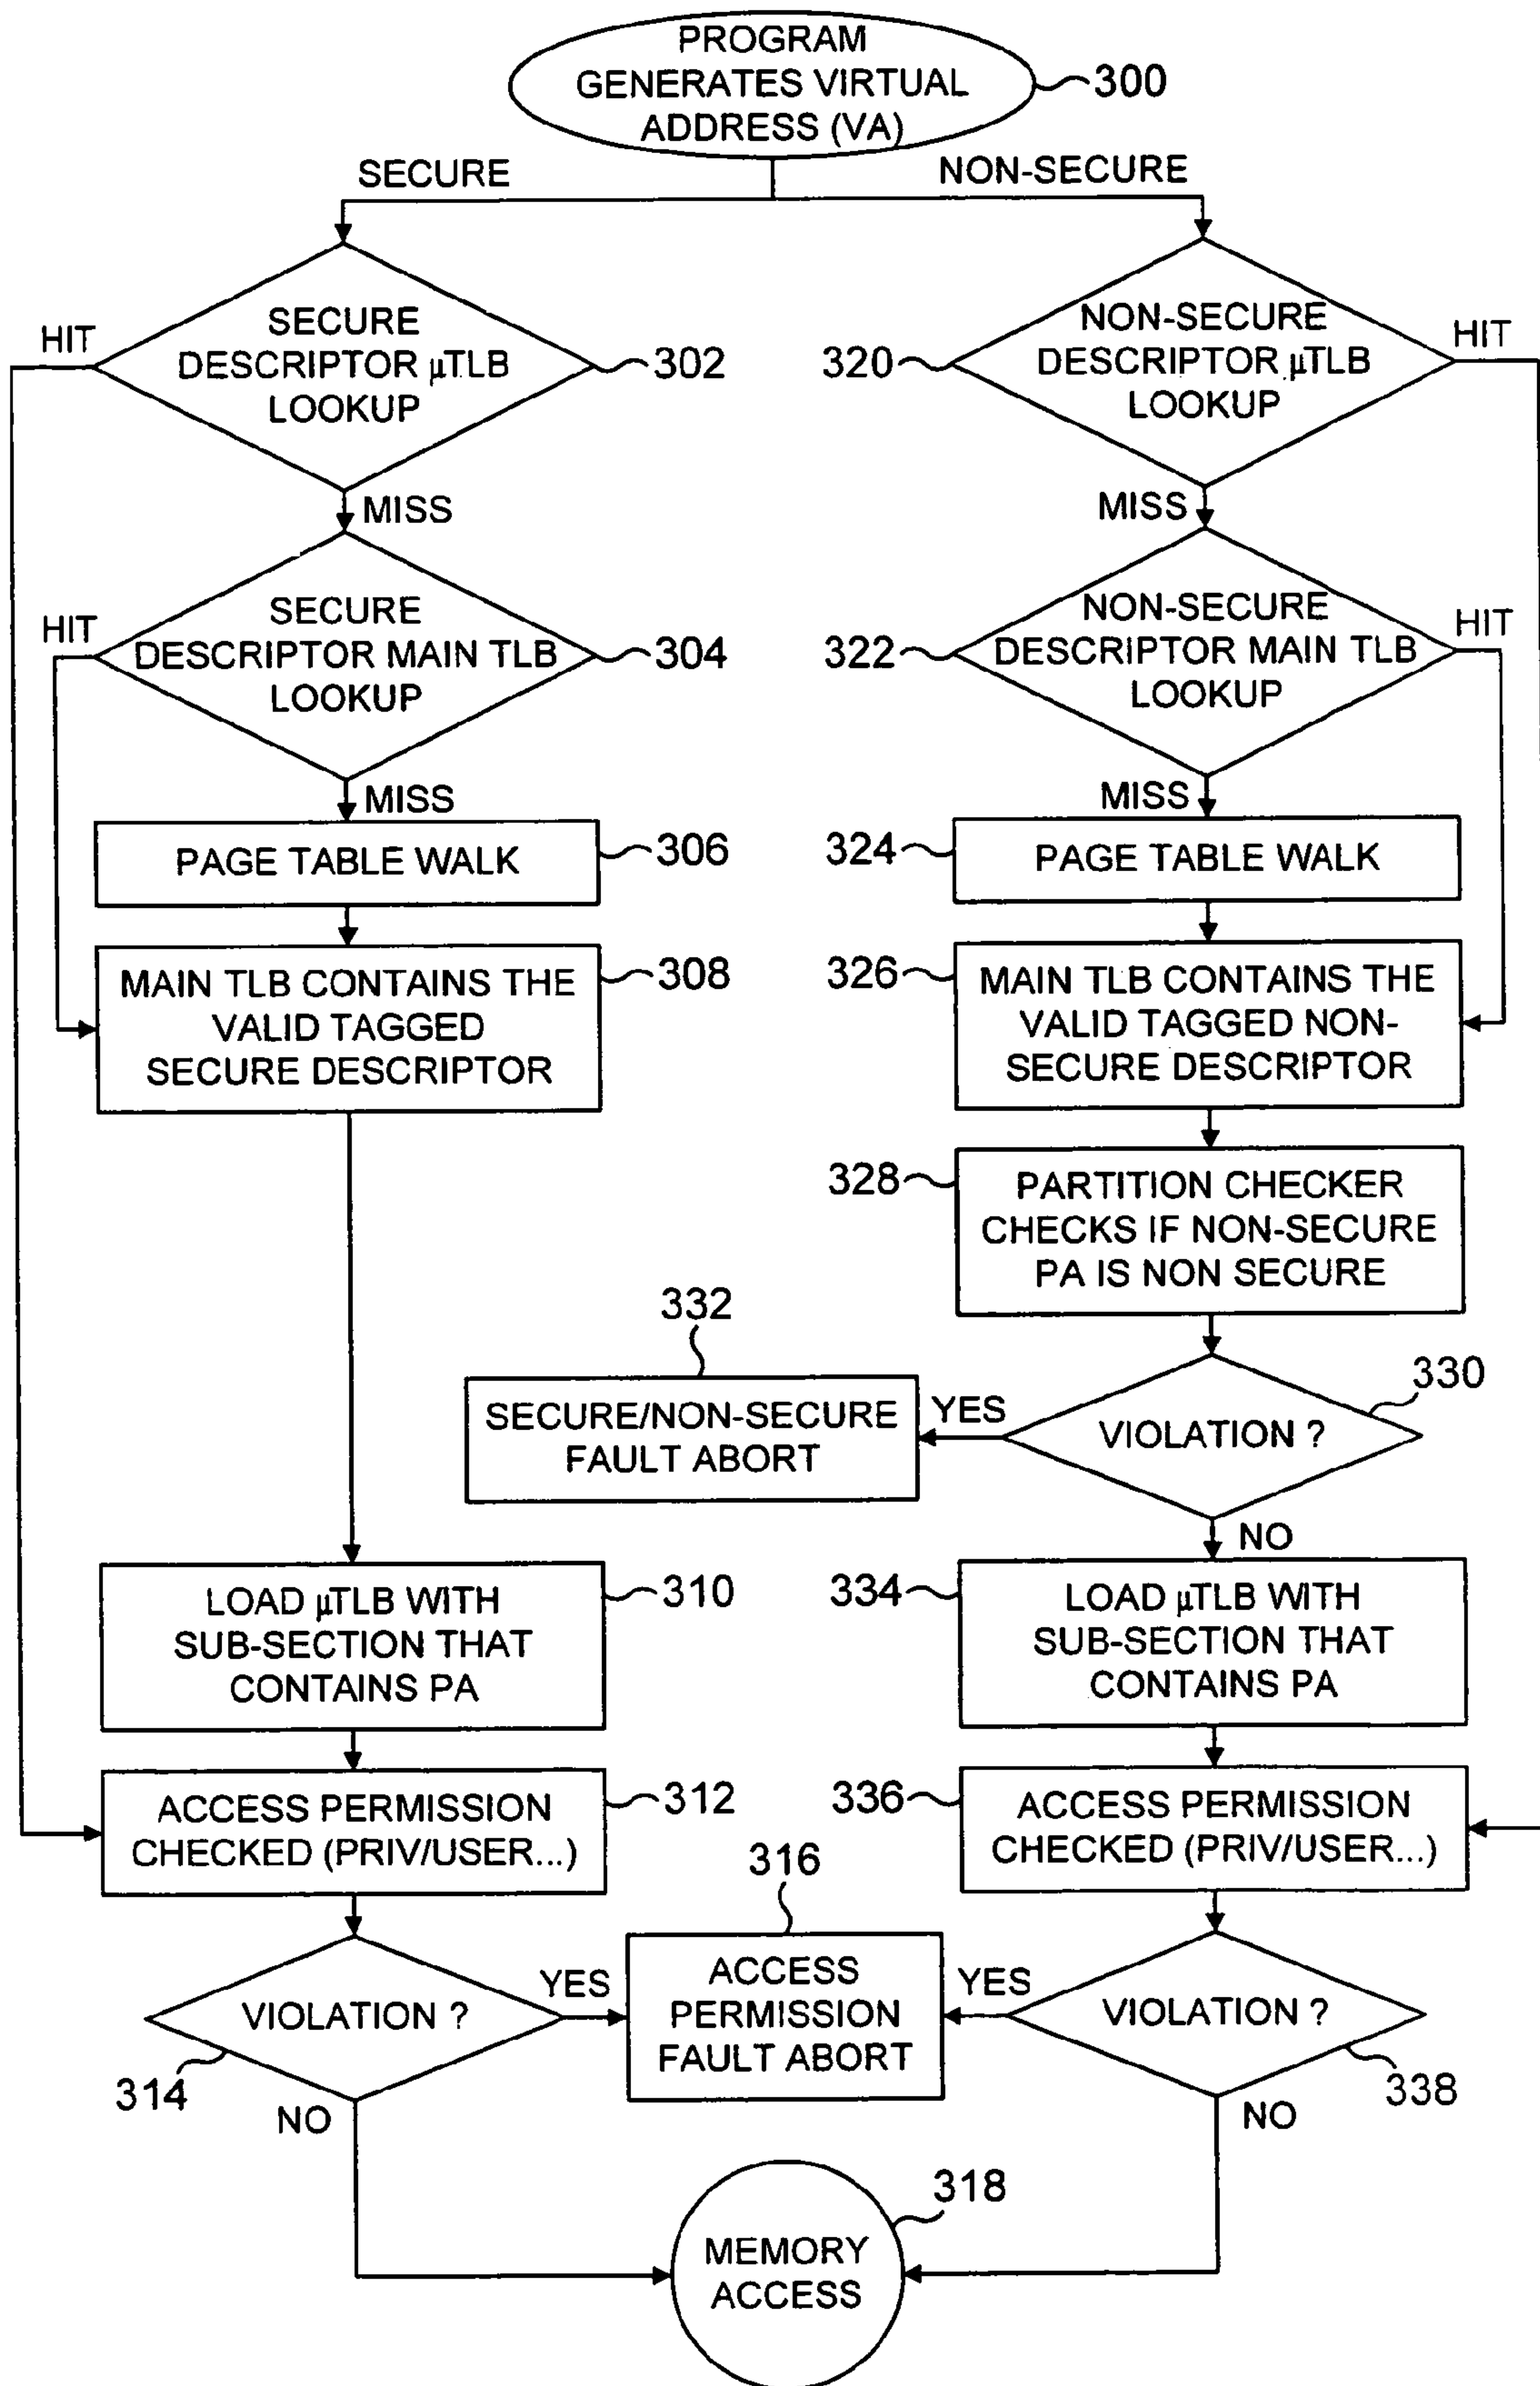 PROGRAM
GENERATES VIRTUAL
ADDRESS (VA)
300
SECURE
NON-SECURE
HIT
SECURE
DESCRIPTOR µTLB
LOOKUP
302
320
NON-SECURE
DESCRIPTOR µTLB
LOOKUP
HIT
MISS
MISS
HIT
SECURE
DESCRIPTOR MAIN TLB
LOOKUP
304
322
NON-SECURE
DESCRIPTOR MAIN TLB
LOOKUP
HIT
MISS
MISS
PAGE TABLE WALK
306
324
PAGE TABLE WALK
MAIN TLB CONTAINS THE
VALID TAGGED
SECURE DESCRIPTOR
308
326
MAIN TLB CONTAINS THE
VALID TAGGED NON-
SECURE DESCRIPTOR
328
PARTITION CHECKER
CHECKS IF NON-SECURE
PA IS NON SECURE
332
SECURE/NON-SECURE
FAULT ABORT
YES
VIOLATION ?
330
NO
LOAD µTLB WITH
SUB-SECTION THAT
CONTAINS PA
310
334
LOAD µTLB WITH
SUB-SECTION THAT
CONTAINS PA
ACCESS PERMISSION
CHECKED (PRIV/USER...)
312
336
ACCESS PERMISSION
CHECKED (PRIV/USER...)
316
VIOLATION ?
YES
ACCESS
PERMISSION
FAULT ABORT
YES
VIOLATION ?
314
338
NO
NO
318
MEMORY
ACCESS